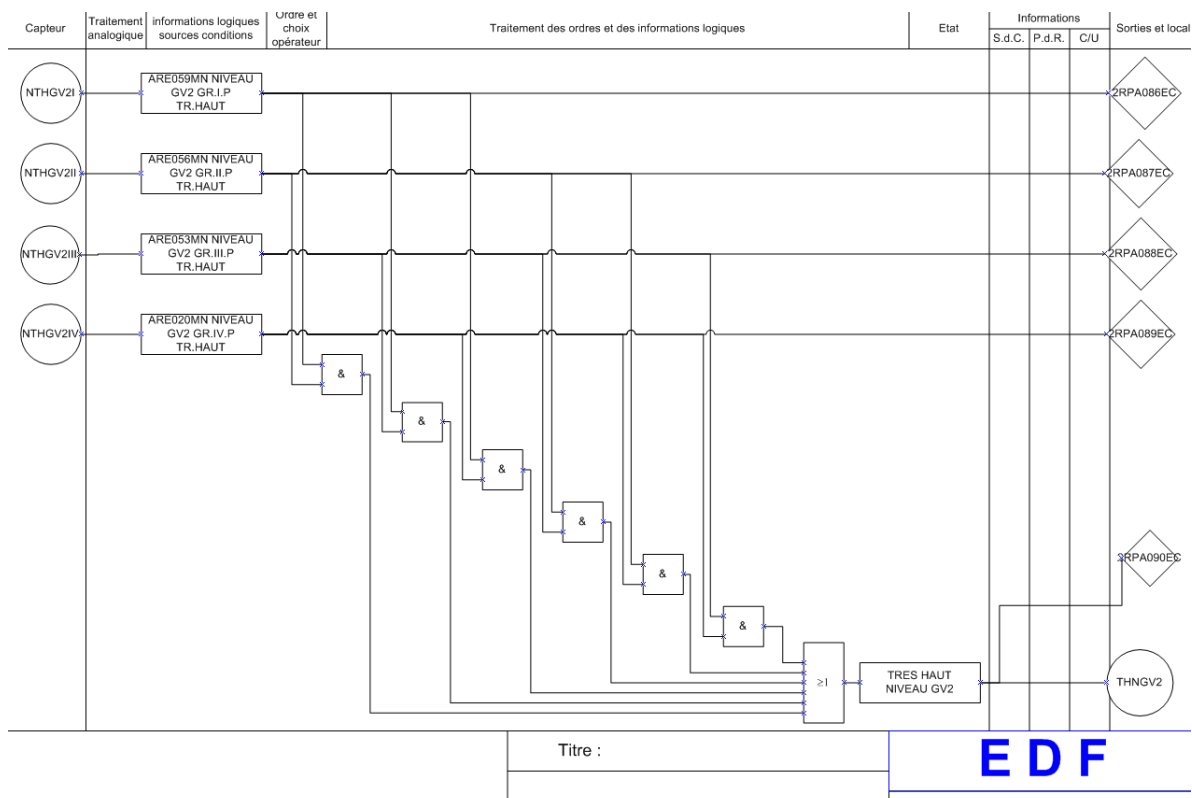 Capteur
Traitement
analogique
informations logiques
sources conditions
Ordre et
choix
opérateur
Traitement des ordres et des informations logiques
Etat
Informations
S.d.C.
P.d.R.
C/U
Sorties et local
NTHGV2I
ARE059MN NIVEAU
GV2 GR.I.P
TR.HAUT
2RPA086EC
NTHGV2II
ARE056MN NIVEAU
GV2 GR.II.P
TR.HAUT
2RPA087EC
NTHGV2III
ARE053MN NIVEAU
GV2 GR.III.P
TR.HAUT
2RPA088EC
NTHGV2IV
ARE020MN NIVEAU
GV2 GR.IV.P
TR.HAUT
2RPA089EC
&
&
&
&
&
&
2RPA090EC
≥1
TRES HAUT
NIVEAU GV2
THNGV2
Titre :
EDF